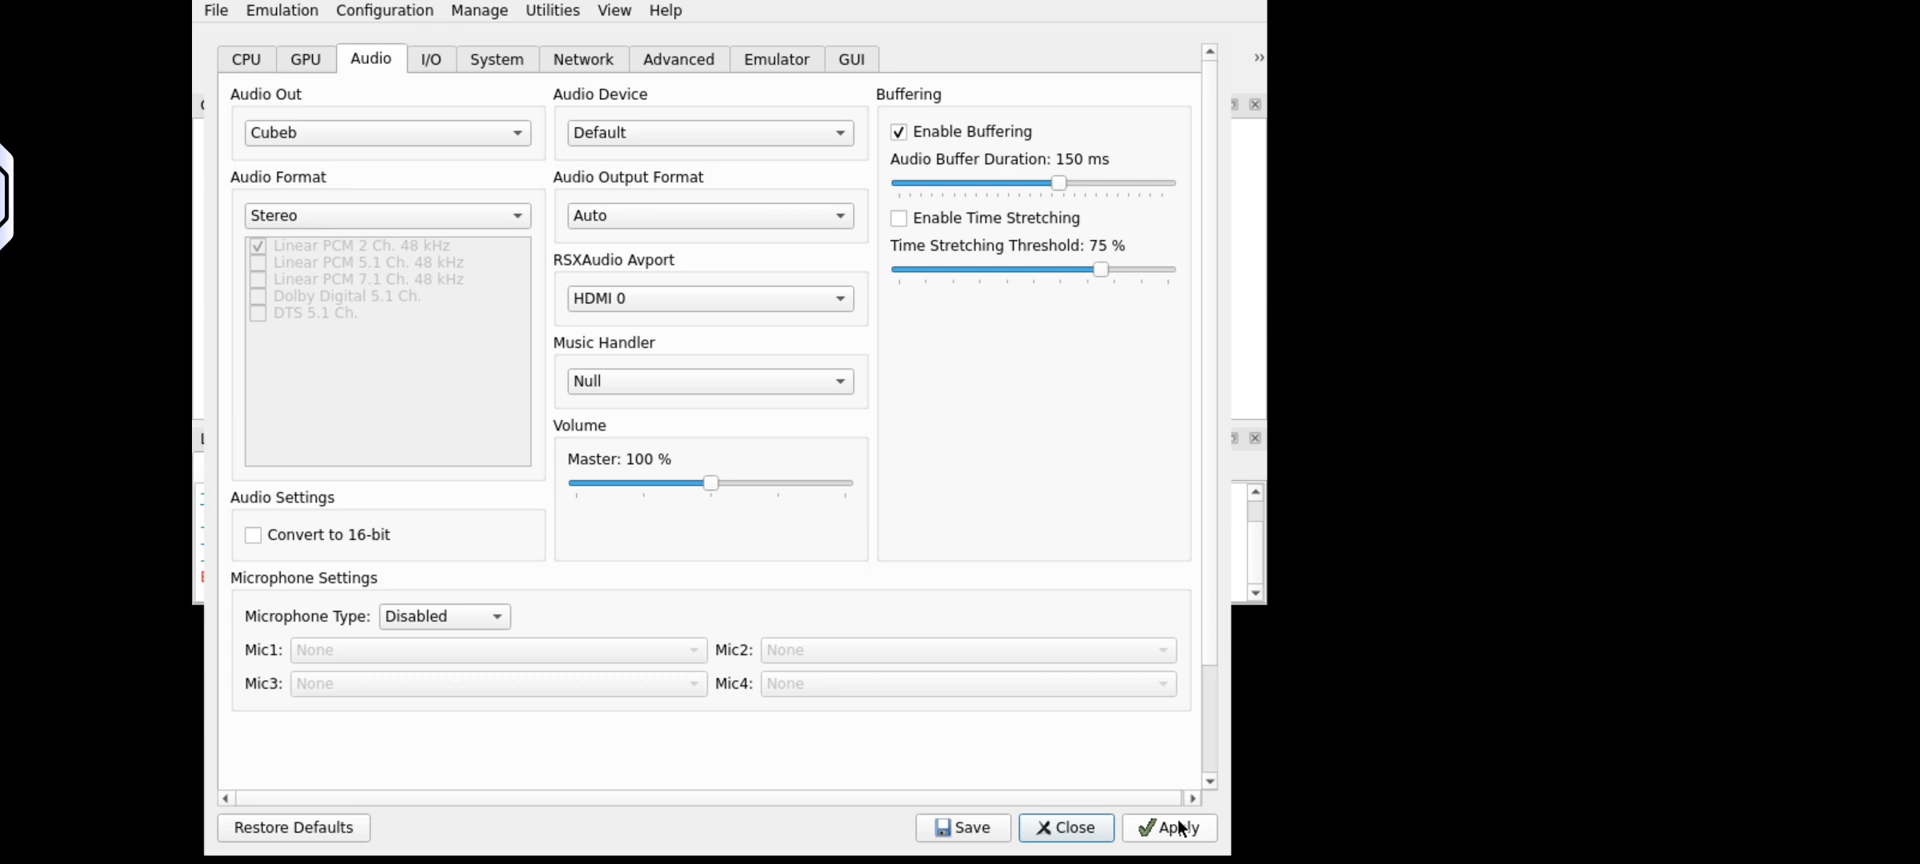 File Emulation Configuration Manage Utilities View Help
CPU GPU Audio I/O System Network Advanced Emulator GUI
Audio Out
Cubeb
Audio Format
Stereo
Linear PCM 2 Ch. 48 kHz
Linear PCM 5.1 Ch. 48 kHz
Linear PCM 7.1 Ch. 48 kHz
Dolby Digital 5.1 Ch.
DTS 5.1 Ch.
Audio Settings
Convert to 16-bit
Audio Device
Default
Audio Output Format
Auto
RSXAudio Avport
HDMI 0
Music Handler
Null
Volume
Master: 100 %
Buffering
Enable Buffering
Audio Buffer Duration: 150 ms
Enable Time Stretching
Time Stretching Threshold: 75 %
Microphone Settings
Microphone Type: Disabled
Mic1: None Mic2: None
Mic3: None Mic4: None
Restore Defaults Save Close Apply